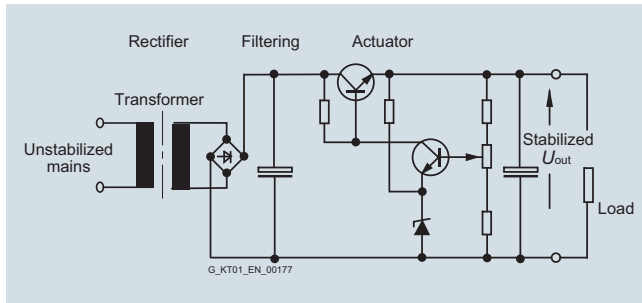 Rectifier
Filtering
Actuator
Transformer
Unstabilized
mains
Stabilized
Uout
Load
G_KT01_EN_00177